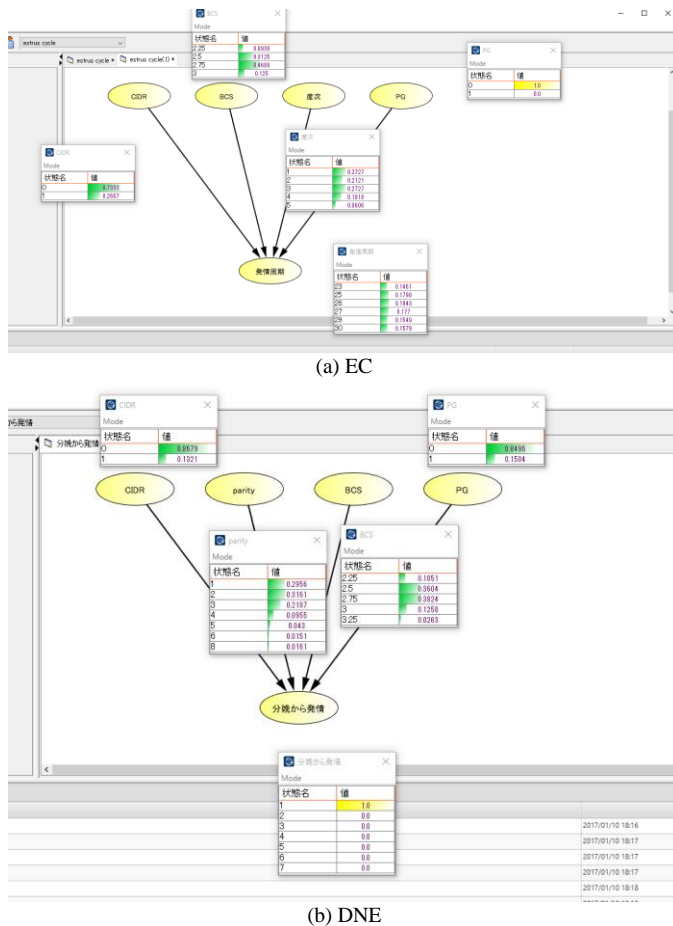 BCS
Mode
状態名 値
2.25
2.5 0.3125
2.75 0.4688
3 0.125
estrus cycle
estrus cycle * estrus cycle(1) *
PG
Mode
状態名 値
0 1.0
1 0.0
CIDR BCS 産次 PG
CIDR
Mode
状態名 値
0 0.7333
1 0.2667
産次
Mode
状態名 値
1 0.2727
2 0.2121
3 0.2727
4 0.1818
5 0.0606
発情周期
発情周期
Mode
状態名 値
23 0.1461
25 0.1798
26 0.1843
27 0.177
29 0.1549
30 0.1579
(a) EC
から発情
分娩から発情
CIDR
Mode
状態名 値
0 0.8679
1 0.1321
PG
Mode
状態名 値
0 0.8496
1 0.1504
CIDR parity BCS PG
parity
Mode
状態名 値
1 0.2956
2 0.3161
3 0.2187
4 0.0955
5 0.043
6 0.0151
8 0.0161
BCS
Mode
状態名 値
2.25 0.1051
2.5 0.3604
2.75 0.3824
3 0.1258
3.25 0.0263
分娩から発情
分娩から発情
Mode
状態名 値
1 1.0
2 0.0
3 0.0
4 0.0
5 0.0
6 0.0
7 0.0
2017/01/10 18:16
2017/01/10 18:17
2017/01/10 18:17
2017/01/10 18:17
2017/01/10 18:18
(b) DNE